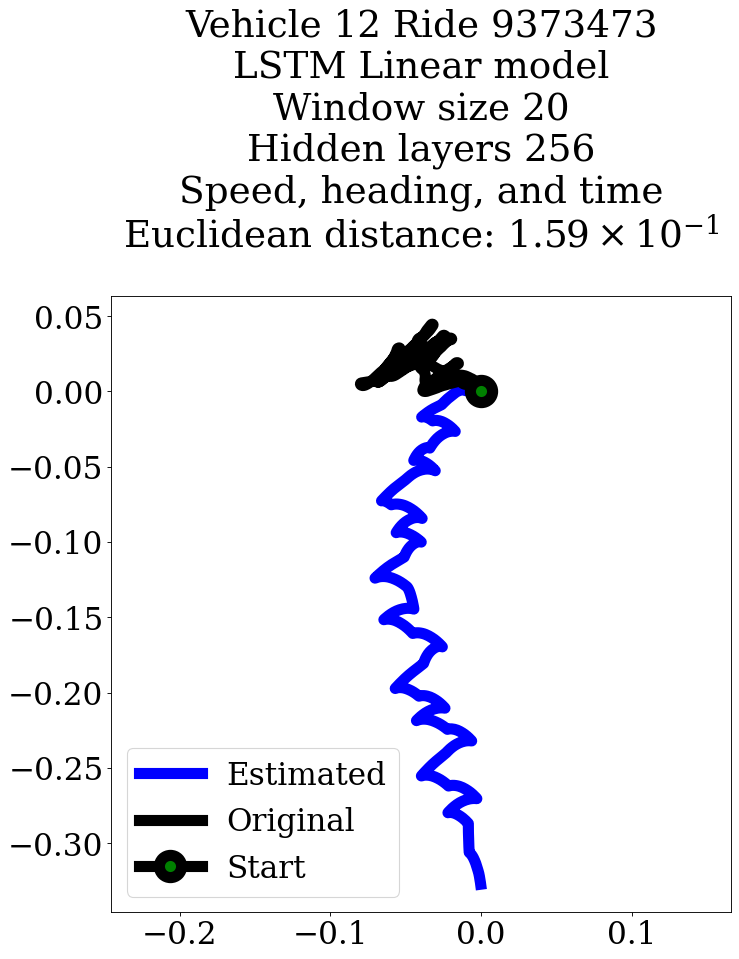 Vehicle 12 Ride 9373473
LSTM Linear model
Window size 20
Hidden layers 256
Speed, heading, and time
Euclidean distance: 1.59 × 10⁻¹
0.05
0.00
−0.05
−0.10
−0.15
−0.20
−0.25
−0.30
Estimated
Original
Start
−0.2 −0.1 0.0 0.1